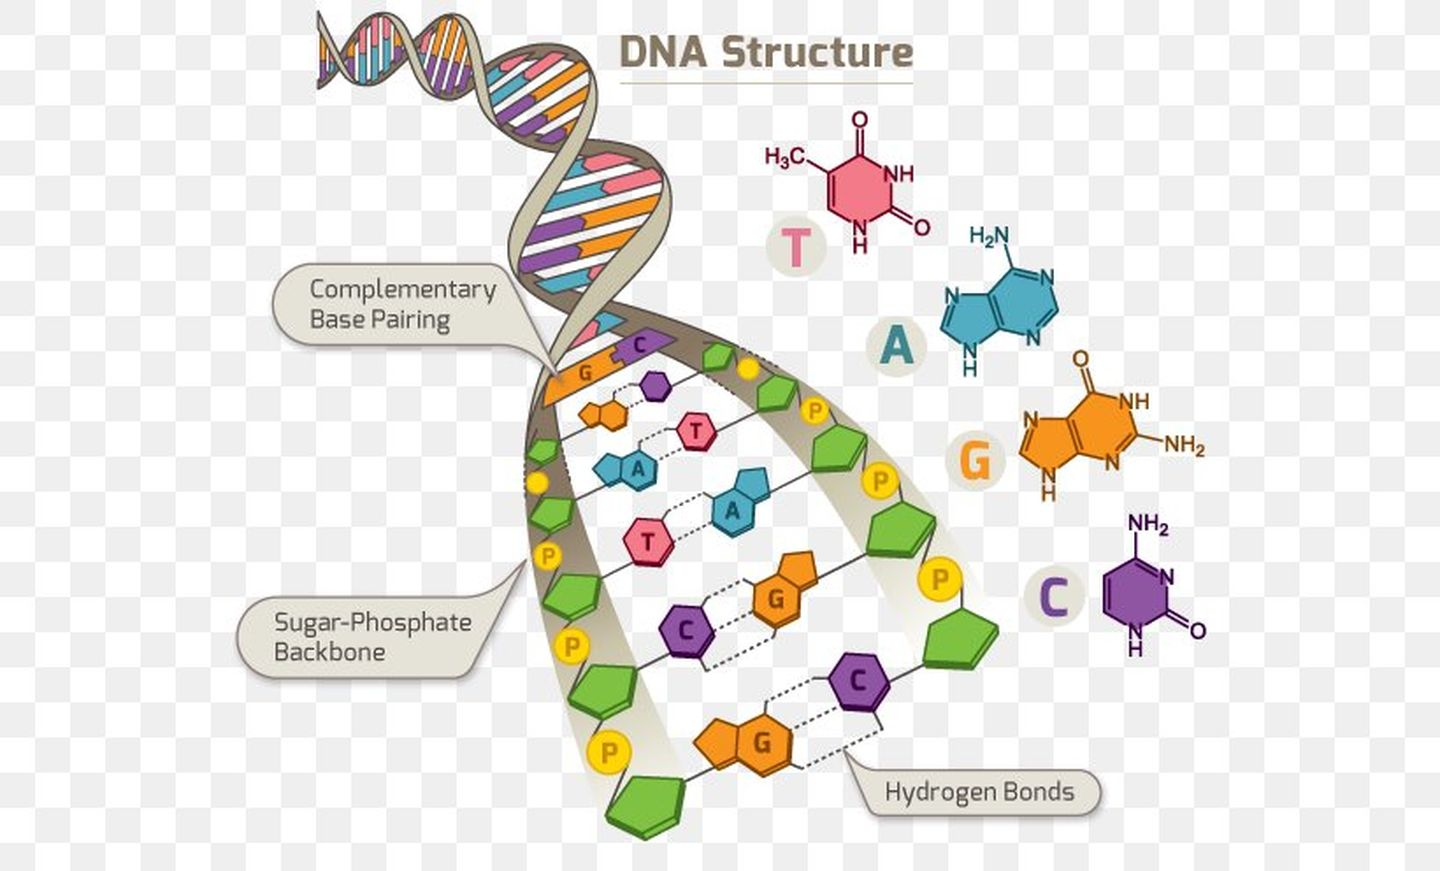 DNA Structure
O
H₃C
NH
N
H
O
T
H₂N
N
N
N
H
N
A
O
N
NH
N
H
N
NH₂
G
NH₂
N
N
H
O
C
Complementary
Base Pairing
G
C
P
T
A
P
A
T
P
P
G
C
P
P
C
G
P
Sugar-Phosphate
Backbone
Hydrogen Bonds